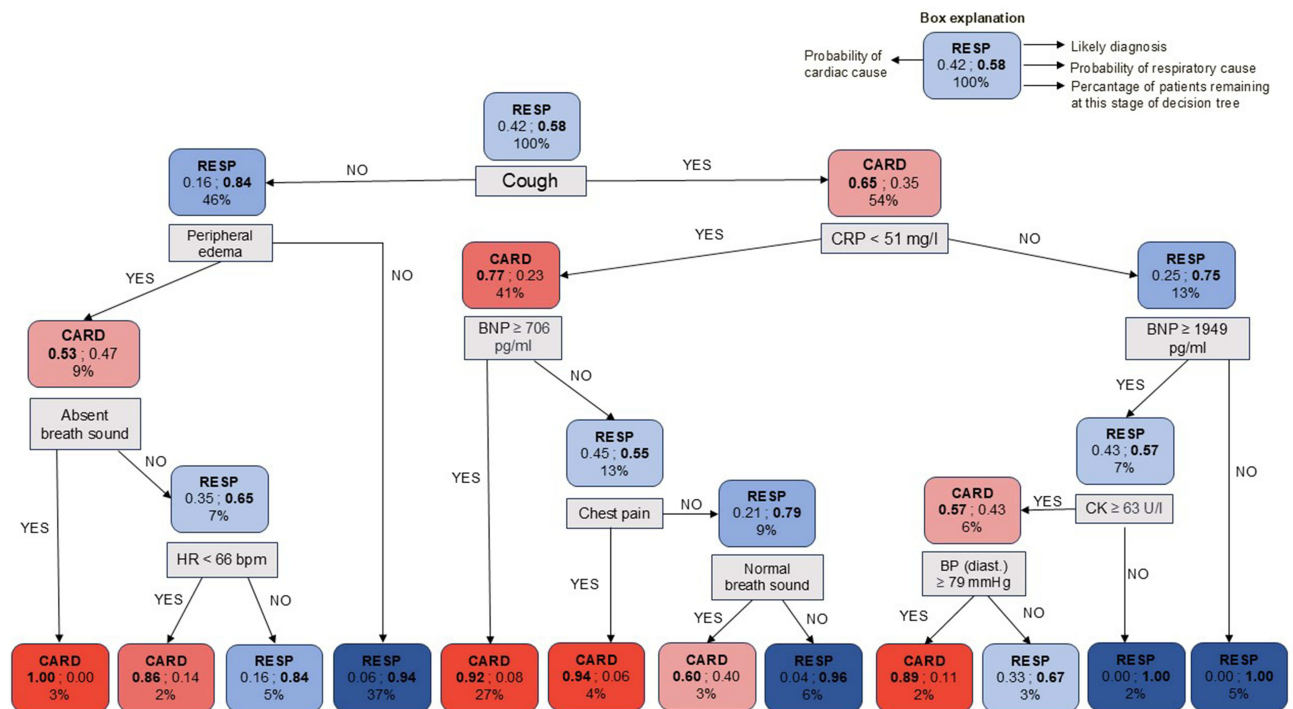 Box explanation
Probability of
cardiac cause
RESP
0.42 ; 0.58
100%
Likely diagnosis
Probability of respiratory cause
Percentage of patients remaining
at this stage of decision tree
RESP
0.42 ; 0.58
100%
Cough
NO
YES
RESP
0.16 ; 0.84
46%
CARD
0.65 ; 0.35
54%
Peripheral
edema
YES
NO
CRP < 51 mg/l
YES
NO
CARD
0.77 ; 0.23
41%
RESP
0.25 ; 0.75
13%
CARD
0.53 ; 0.47
9%
BNP ≥ 706
pg/ml
YES
NO
BNP ≥ 1949
pg/ml
YES
NO
Absent
breath sound
YES
NO
RESP
0.35 ; 0.65
7%
RESP
0.45 ; 0.55
13%
RESP
0.43 ; 0.57
7%
HR < 66 bpm
YES
NO
Chest pain
YES
NO
RESP
0.21 ; 0.79
9%
CARD
0.57 ; 0.43
6%
YES
CK ≥ 63 U/l
NO
Normal
breath sound
YES
NO
BP (diast.)
≥ 79 mmHg
YES
NO
CARD
1.00 ; 0.00
3%
CARD
0.86 ; 0.14
2%
RESP
0.16 ; 0.84
5%
RESP
0.06 ; 0.94
37%
CARD
0.92 ; 0.08
27%
CARD
0.94 ; 0.06
4%
CARD
0.60 ; 0.40
3%
RESP
0.04 ; 0.96
6%
CARD
0.89 ; 0.11
2%
RESP
0.33 ; 0.67
3%
RESP
0.00 ; 1.00
2%
RESP
0.00 ; 1.00
5%